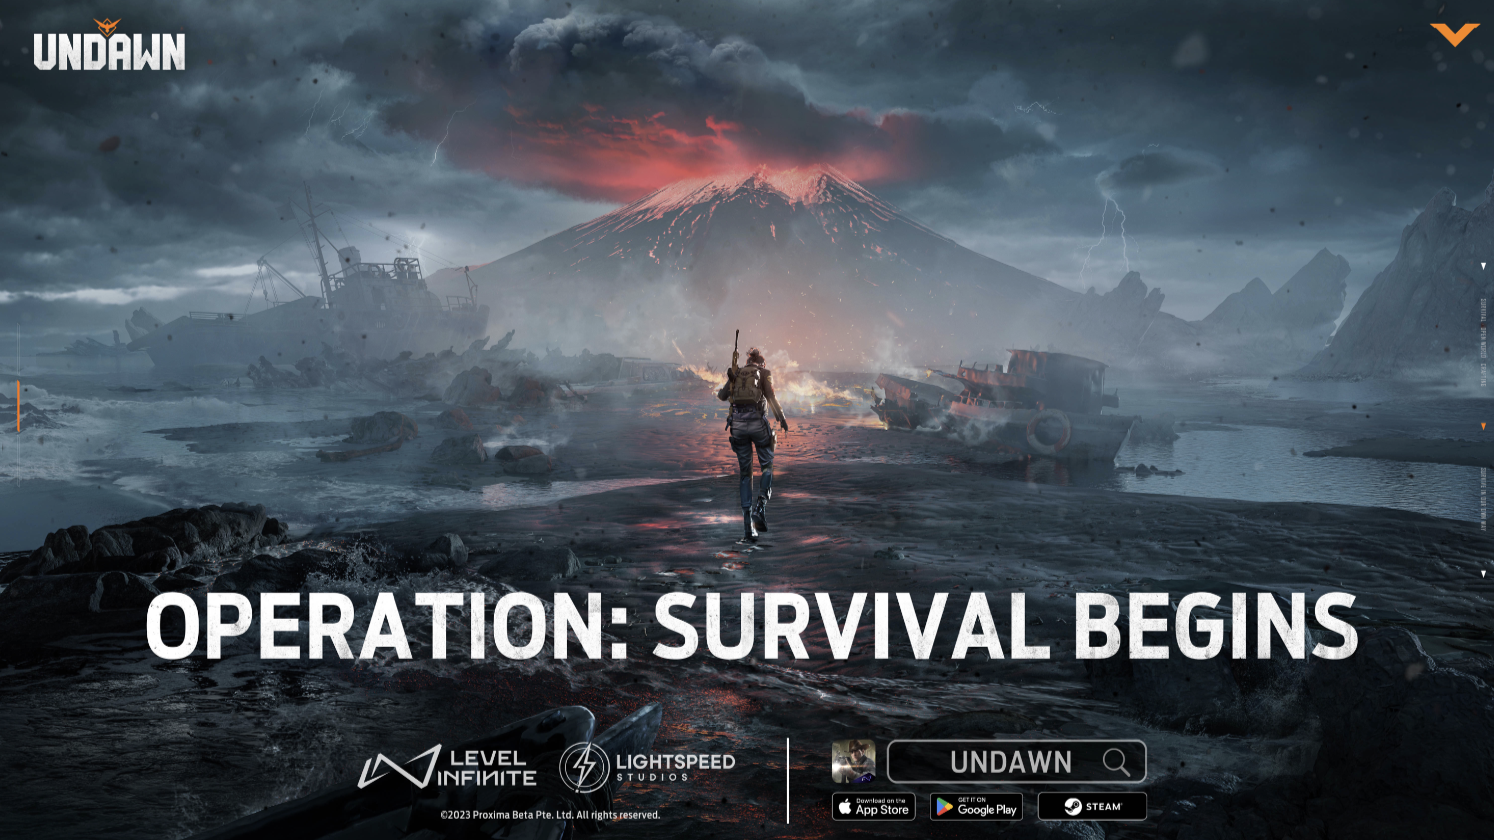 UNDAWN
OPERATION: SURVIVAL BEGINS
LEVEL
INFINITE
LIGHTSPEED
STUDIOS
©2023 Proxima Beta Pte. Ltd. All rights reserved.
UNDAWN
Download on the
App Store
GET IT ON
Google Play
STEAM